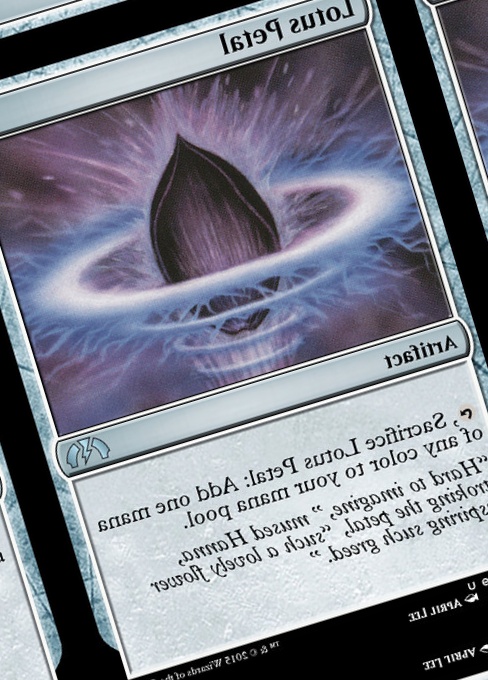 Lotus Petal
Artifact
, Sacrifice Lotus Petal: Add one mana
of any color to your mana pool.
"Hard to imagine," mused Hanna,
"stroking the petal, "such a lovely flower
such greed."
U
APRIL LEE
™ & © 2015 Wizards of the
APRIL LEE